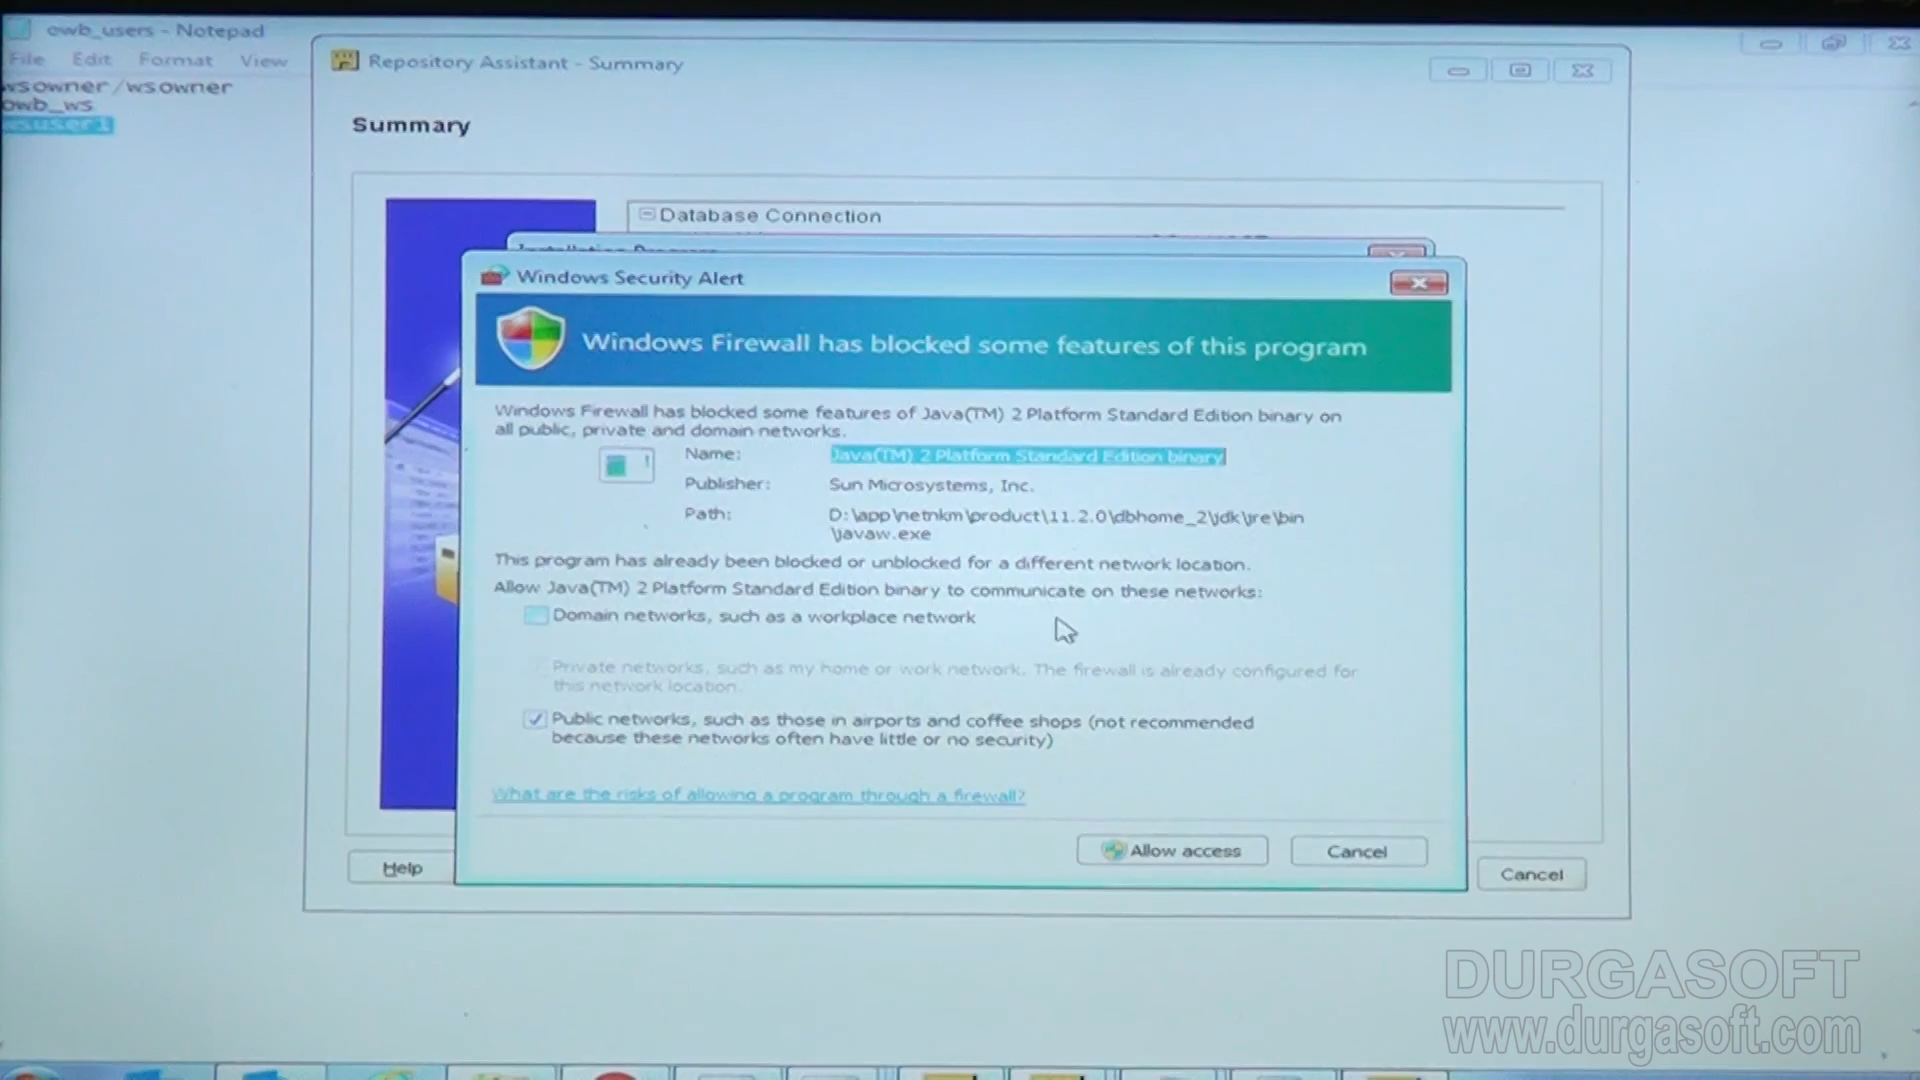 owb_users - Notepad
File Edit Format View
wsowner/wsowner
owb_ws
wsuser1
Repository Assistant - Summary
Summary
Database Connection
Windows Security Alert
Windows Firewall has blocked some features of this program
Windows Firewall has blocked some features of Java(TM) 2 Platform Standard Edition binary on
all public, private and domain networks.
Name: Java(TM) 2 Platform Standard Edition binary
Publisher: Sun Microsystems, Inc.
Path: D:\app\netnkm\product\11.2.0\dbhome_2\jdk\jre\bin
\javaw.exe
This program has already been blocked or unblocked for a different network location.
Allow Java(TM) 2 Platform Standard Edition binary to communicate on these networks:
Domain networks, such as a workplace network
Private networks, such as my home or work network. The firewall is already configured for
this network location.
Public networks, such as those in airports and coffee shops (not recommended
because these networks often have little or no security)
What are the risks of allowing a program through a firewall?
Allow access Cancel
Help Cancel
DURGASOFT
www.durgasoft.com